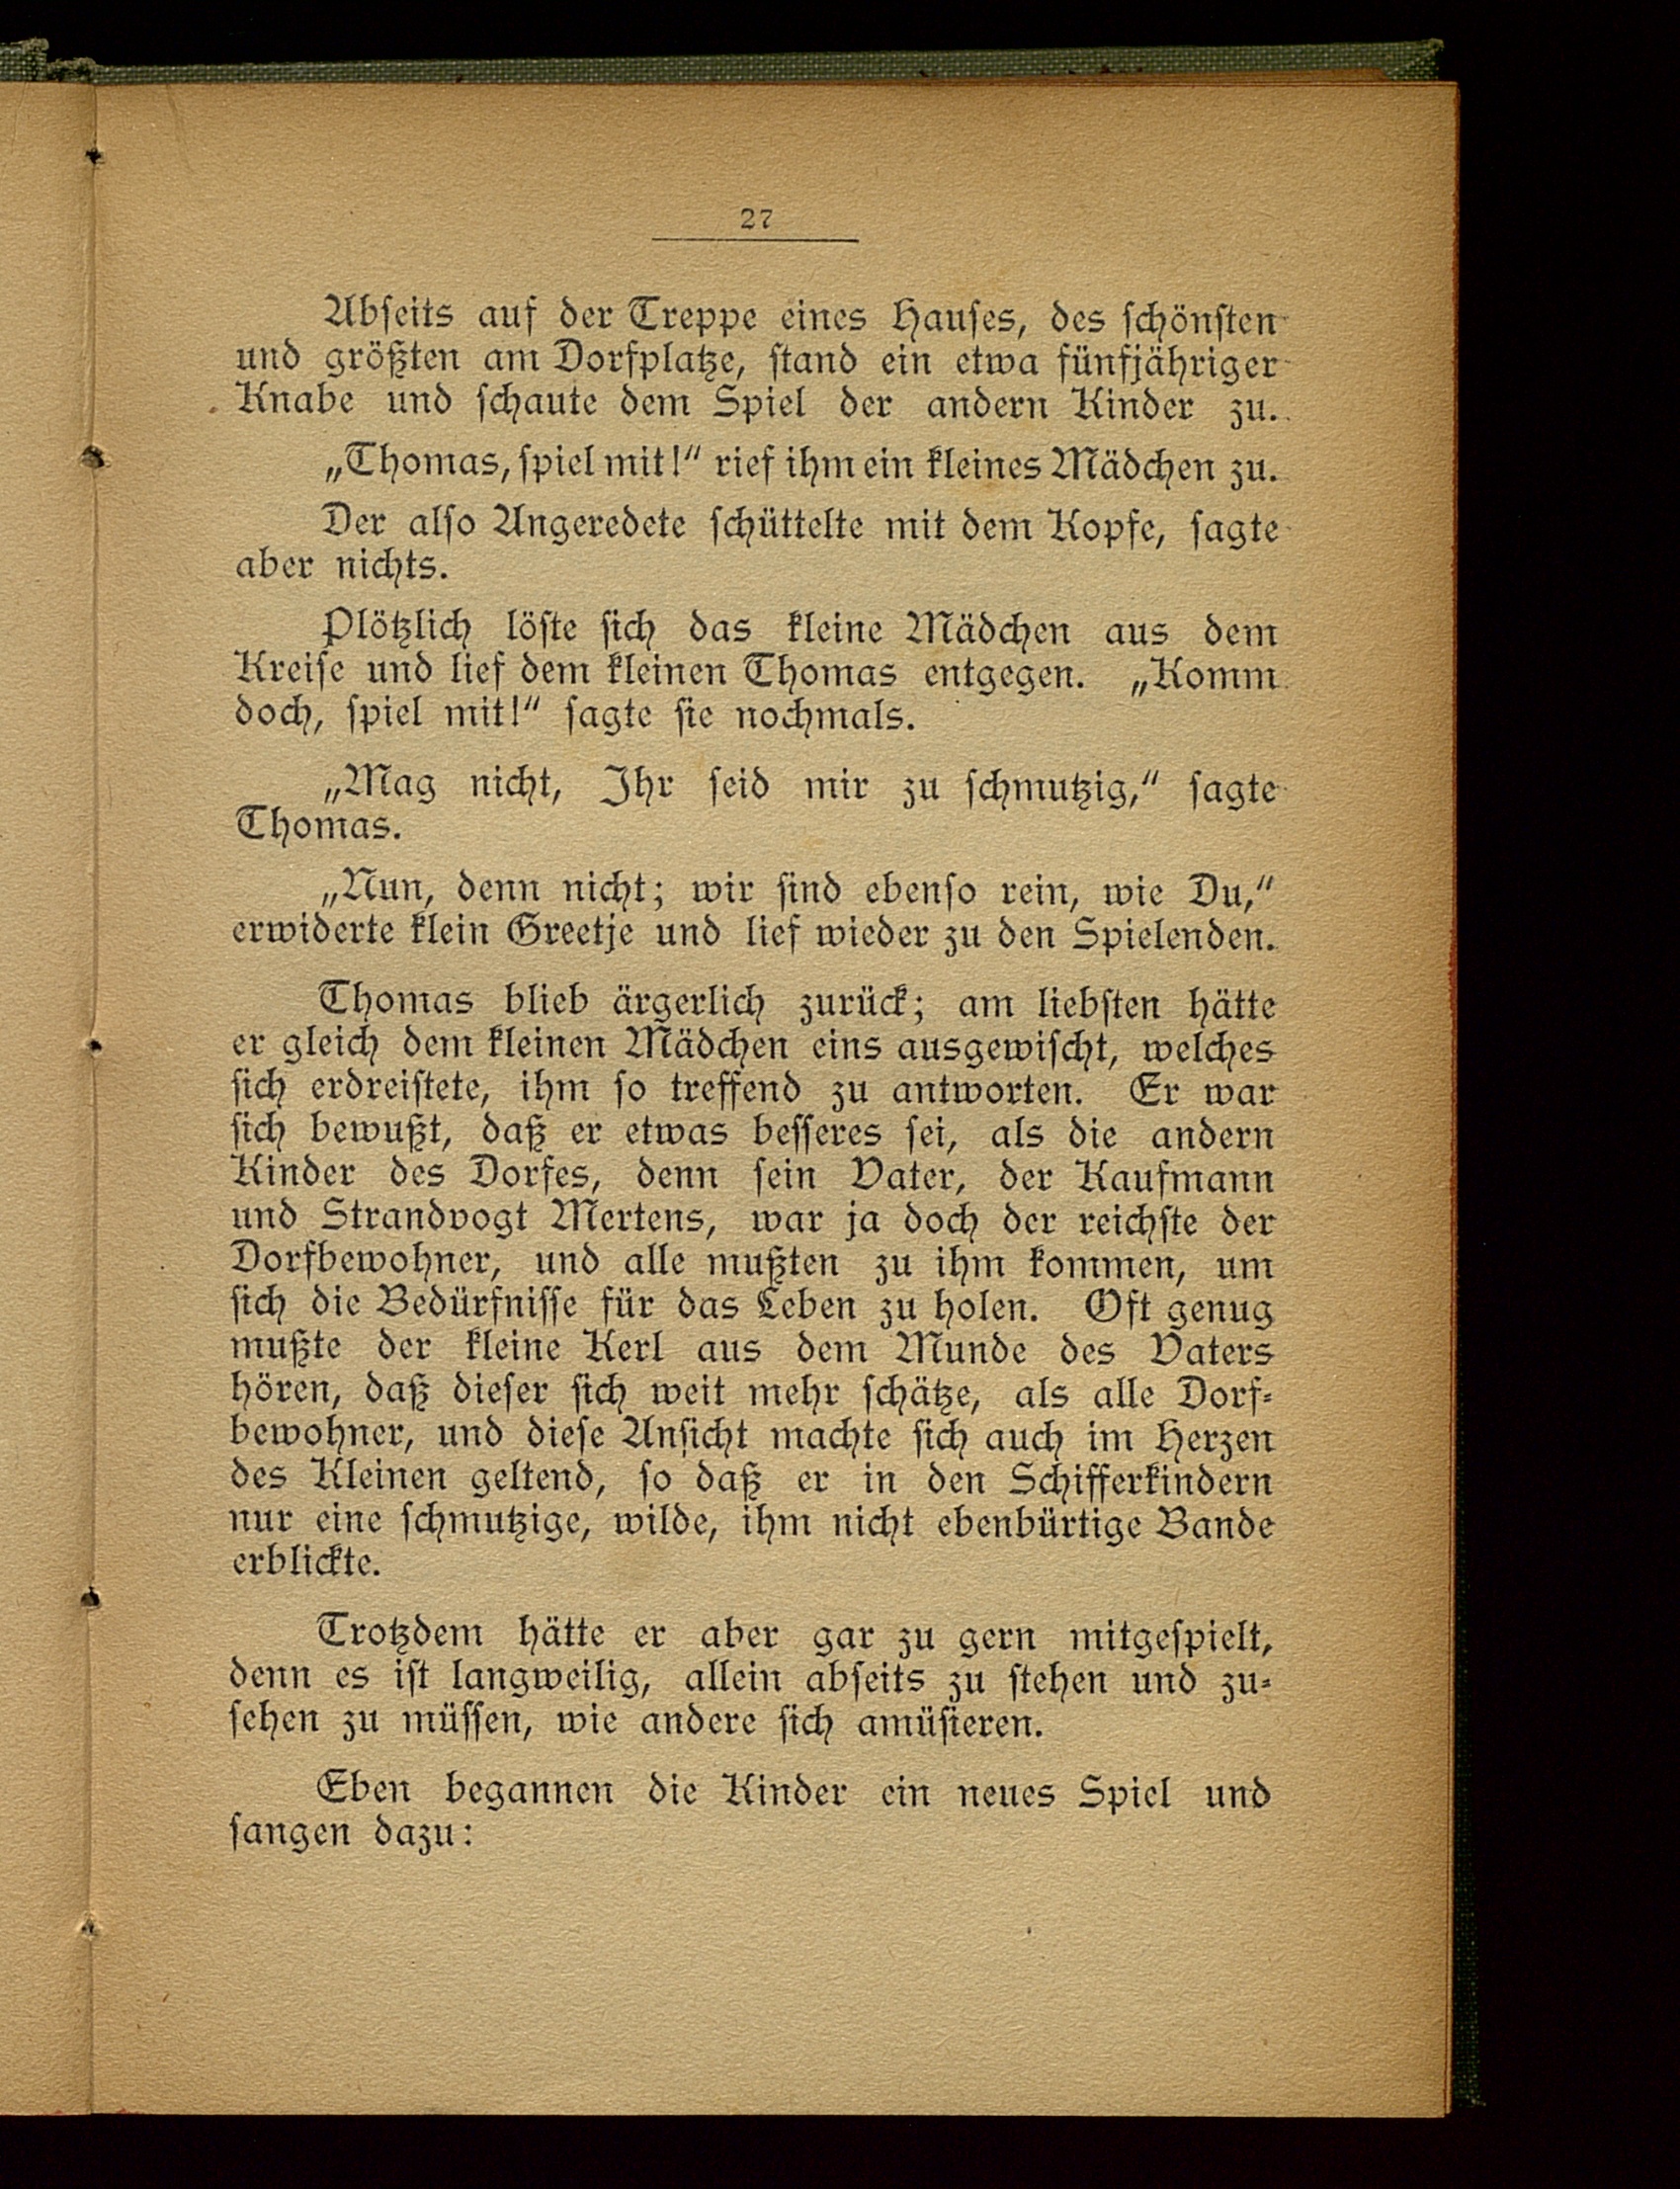 27
Abſeits auf der Treppe eines Hauſes, des ſchönſten
und größten am Dorfplatze, ſtand ein etwa fünfjähriger
Knabe und ſchaute dem Spiel der andern Kinder zu.
„Thomas, ſpiel mit!“ rief ihm ein kleines Mädchen zu.
Der alſo Angeredete ſchüttelte mit dem Kopfe, ſagte
aber nichts.
Plötzlich löſte ſich das kleine Mädchen aus dem
Kreiſe und lief dem kleinen Thomas entgegen. „Komm
doch, ſpiel mit!“ ſagte ſie nochmals.
„Mag nicht, Ihr ſeid mir zu ſchmutzig,“ ſagte
Thomas.
„Nun, denn nicht; wir ſind ebenſo rein, wie Du,“
erwiderte klein Greetje und lief wieder zu den Spielenden.
Thomas blieb ärgerlich zurück; am liebſten hätte
er gleich dem kleinen Mädchen eins ausgewiſcht, welches
ſich erdreiſtete, ihm ſo treffend zu antworten. Er war
ſich bewußt, daß er etwas beſſeres ſei, als die andern
Kinder des Dorfes, denn ſein Vater, der Kaufmann
und Strandvogt Mertens, war ja doch der reichſte der
Dorfbewohner, und alle mußten zu ihm kommen, um
ſich die Bedürfniſſe für das Leben zu holen. Oft genug
mußte der kleine Kerl aus dem Munde des Vaters
hören, daß dieſer ſich weit mehr ſchätze, als alle Dorf⸗
bewohner, und dieſe Anſicht machte ſich auch im Herzen
des Kleinen geltend, ſo daß er in den Schifferkindern
nur eine ſchmutzige, wilde, ihm nicht ebenbürtige Bande
erblickte.
Trotzdem hätte er aber gar zu gern mitgeſpielt,
denn es iſt langweilig, allein abſeits zu ſtehen und zu⸗
ſehen zu müſſen, wie andere ſich amüſieren.
Eben begannen die Kinder ein neues Spiel und
ſangen dazu: